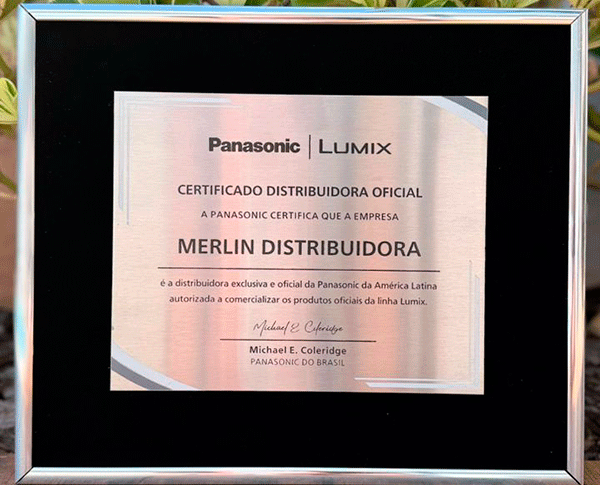 Panasonic | LUMIX
CERTIFICADO DISTRIBUIDORA OFICIAL
A PANASONIC CERTIFICA QUE A EMPRESA
MERLIN DISTRIBUIDORA
é a distribuidora exclusiva e oficial da Panasonic da América Latina
autorizada a comercializar os produtos oficiais da linha Lumix.
Michael E Coleridge
Michael E. Coleridge
PANASONIC DO BRASIL